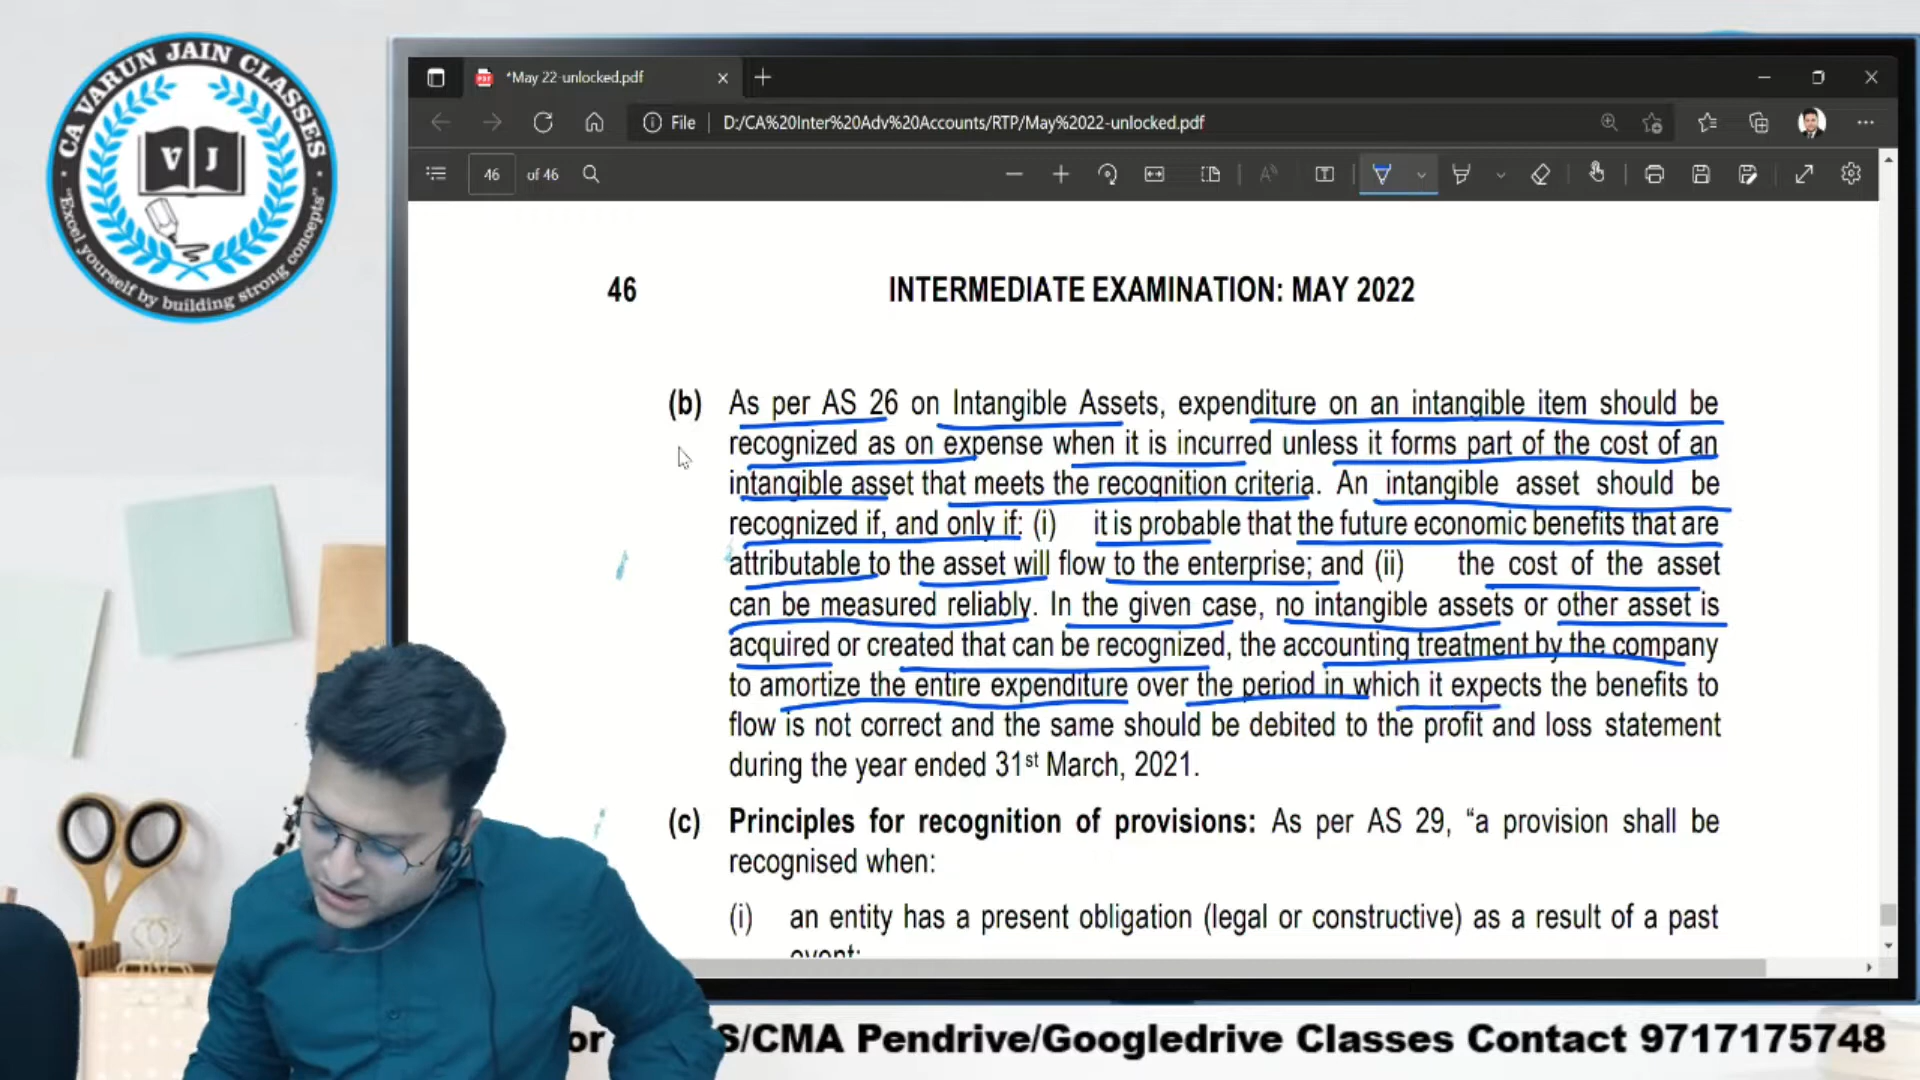 CA VARUN JAIN CLASSES
V J
"Excel yourself by building strong concepts"
*May 22-unlocked.pdf
File
D:/CA%20Inter%20Adv%20Accounts/RTP/May%2022-unlocked.pdf
46 of 46
46 INTERMEDIATE EXAMINATION: MAY 2022
(b) As per AS 26 on Intangible Assets, expenditure on an intangible item should be
recognized as on expense when it is incurred unless it forms part of the cost of an
intangible asset that meets the recognition criteria. An intangible asset should be
recognized if, and only if: (i) it is probable that the future economic benefits that are
attributable to the asset will flow to the enterprise; and (ii) the cost of the asset
can be measured reliably. In the given case, no intangible assets or other asset is
acquired or created that can be recognized, the accounting treatment by the company
to amortize the entire expenditure over the period in which it expects the benefits to
flow is not correct and the same should be debited to the profit and loss statement
during the year ended 31st March, 2021.
(c) Principles for recognition of provisions: As per AS 29, “a provision shall be
recognised when:
(i) an entity has a present obligation (legal or constructive) as a result of a past
event;
or S/CMA Pendrive/Googledrive Classes Contact 9717175748